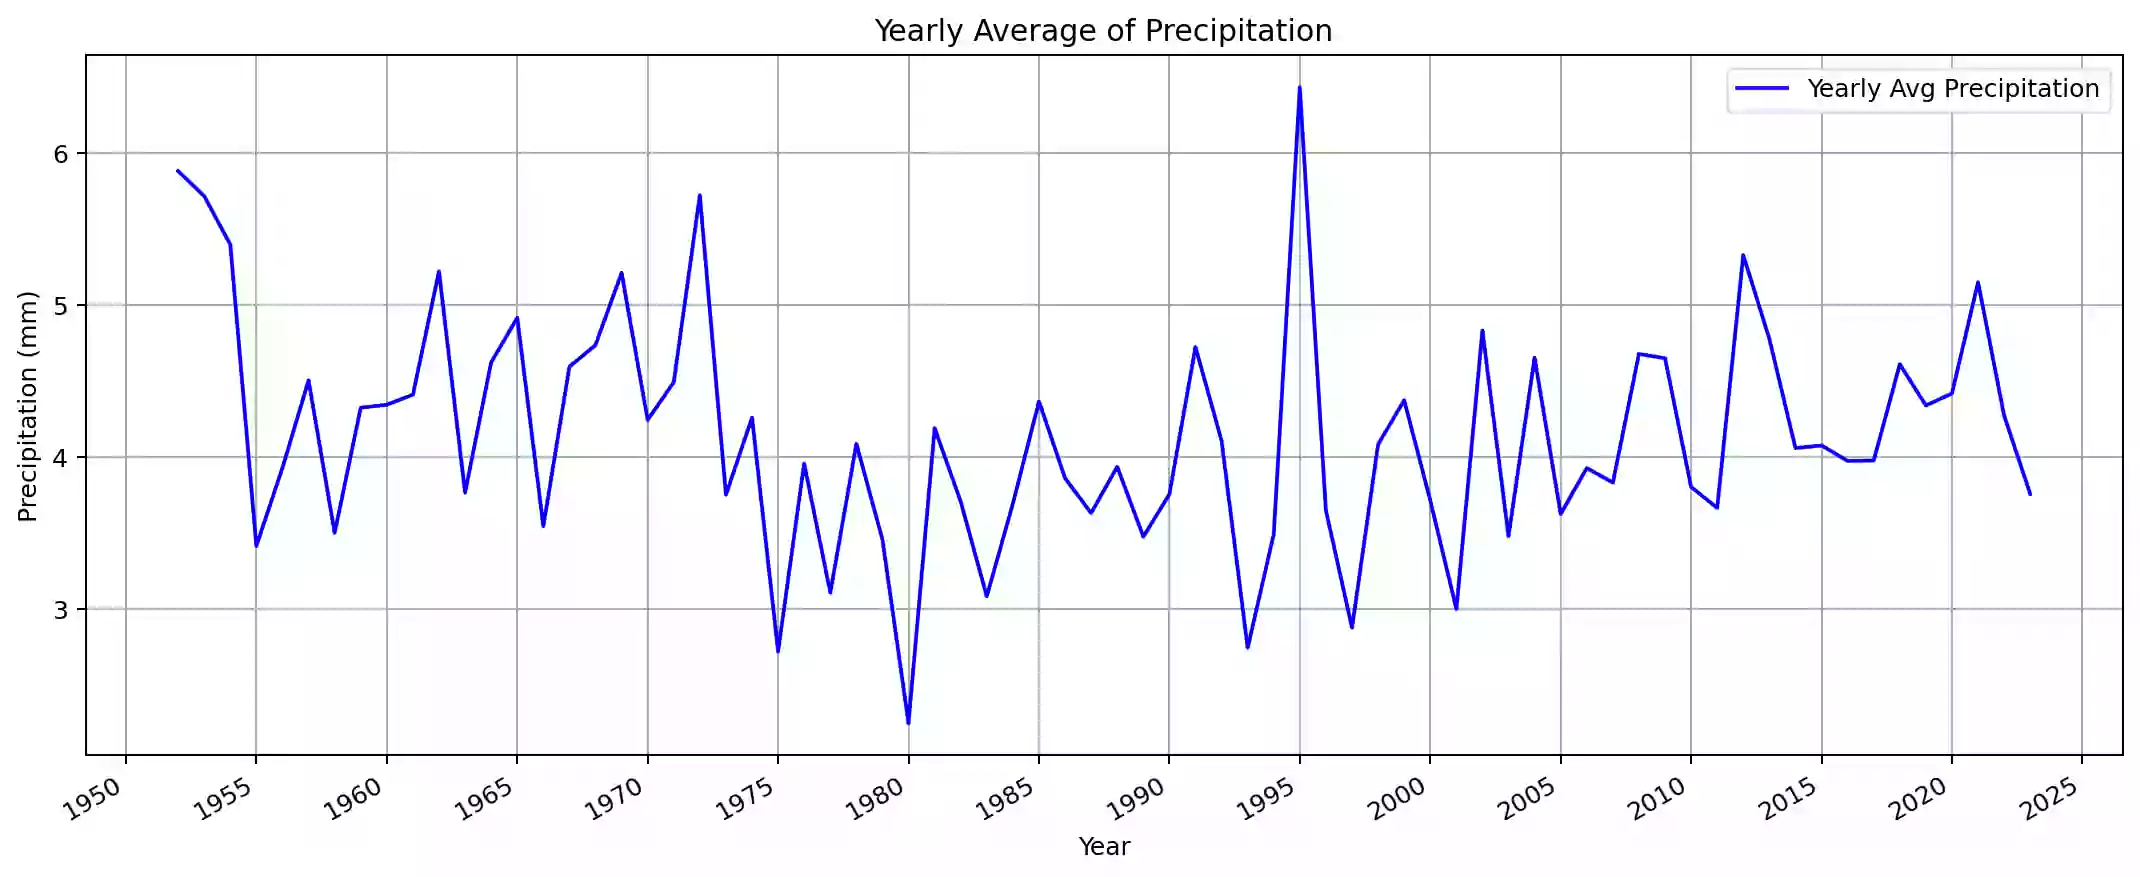 Yearly Average of Precipitation
Yearly Avg Precipitation
Precipitation (mm)
6
5
4
3
1950 1955 1960 1965 1970 1975 1980 1985 1990 1995 2000 2005 2010 2015 2020 2025
Year